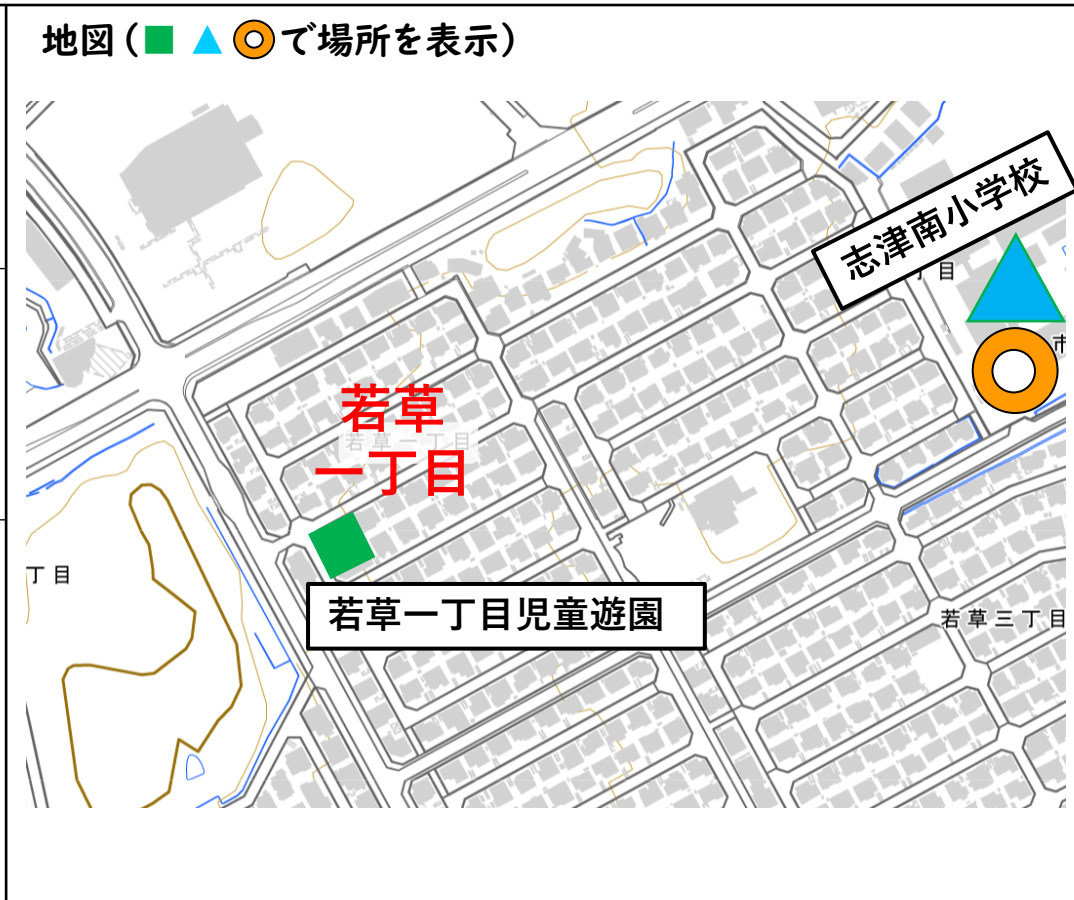 地図(■ ▲ ◎で場所を表示)
志津南小学校
丁目
市
若草
一丁目
若草一丁目
丁目
若草一丁目児童遊園
若草三丁目